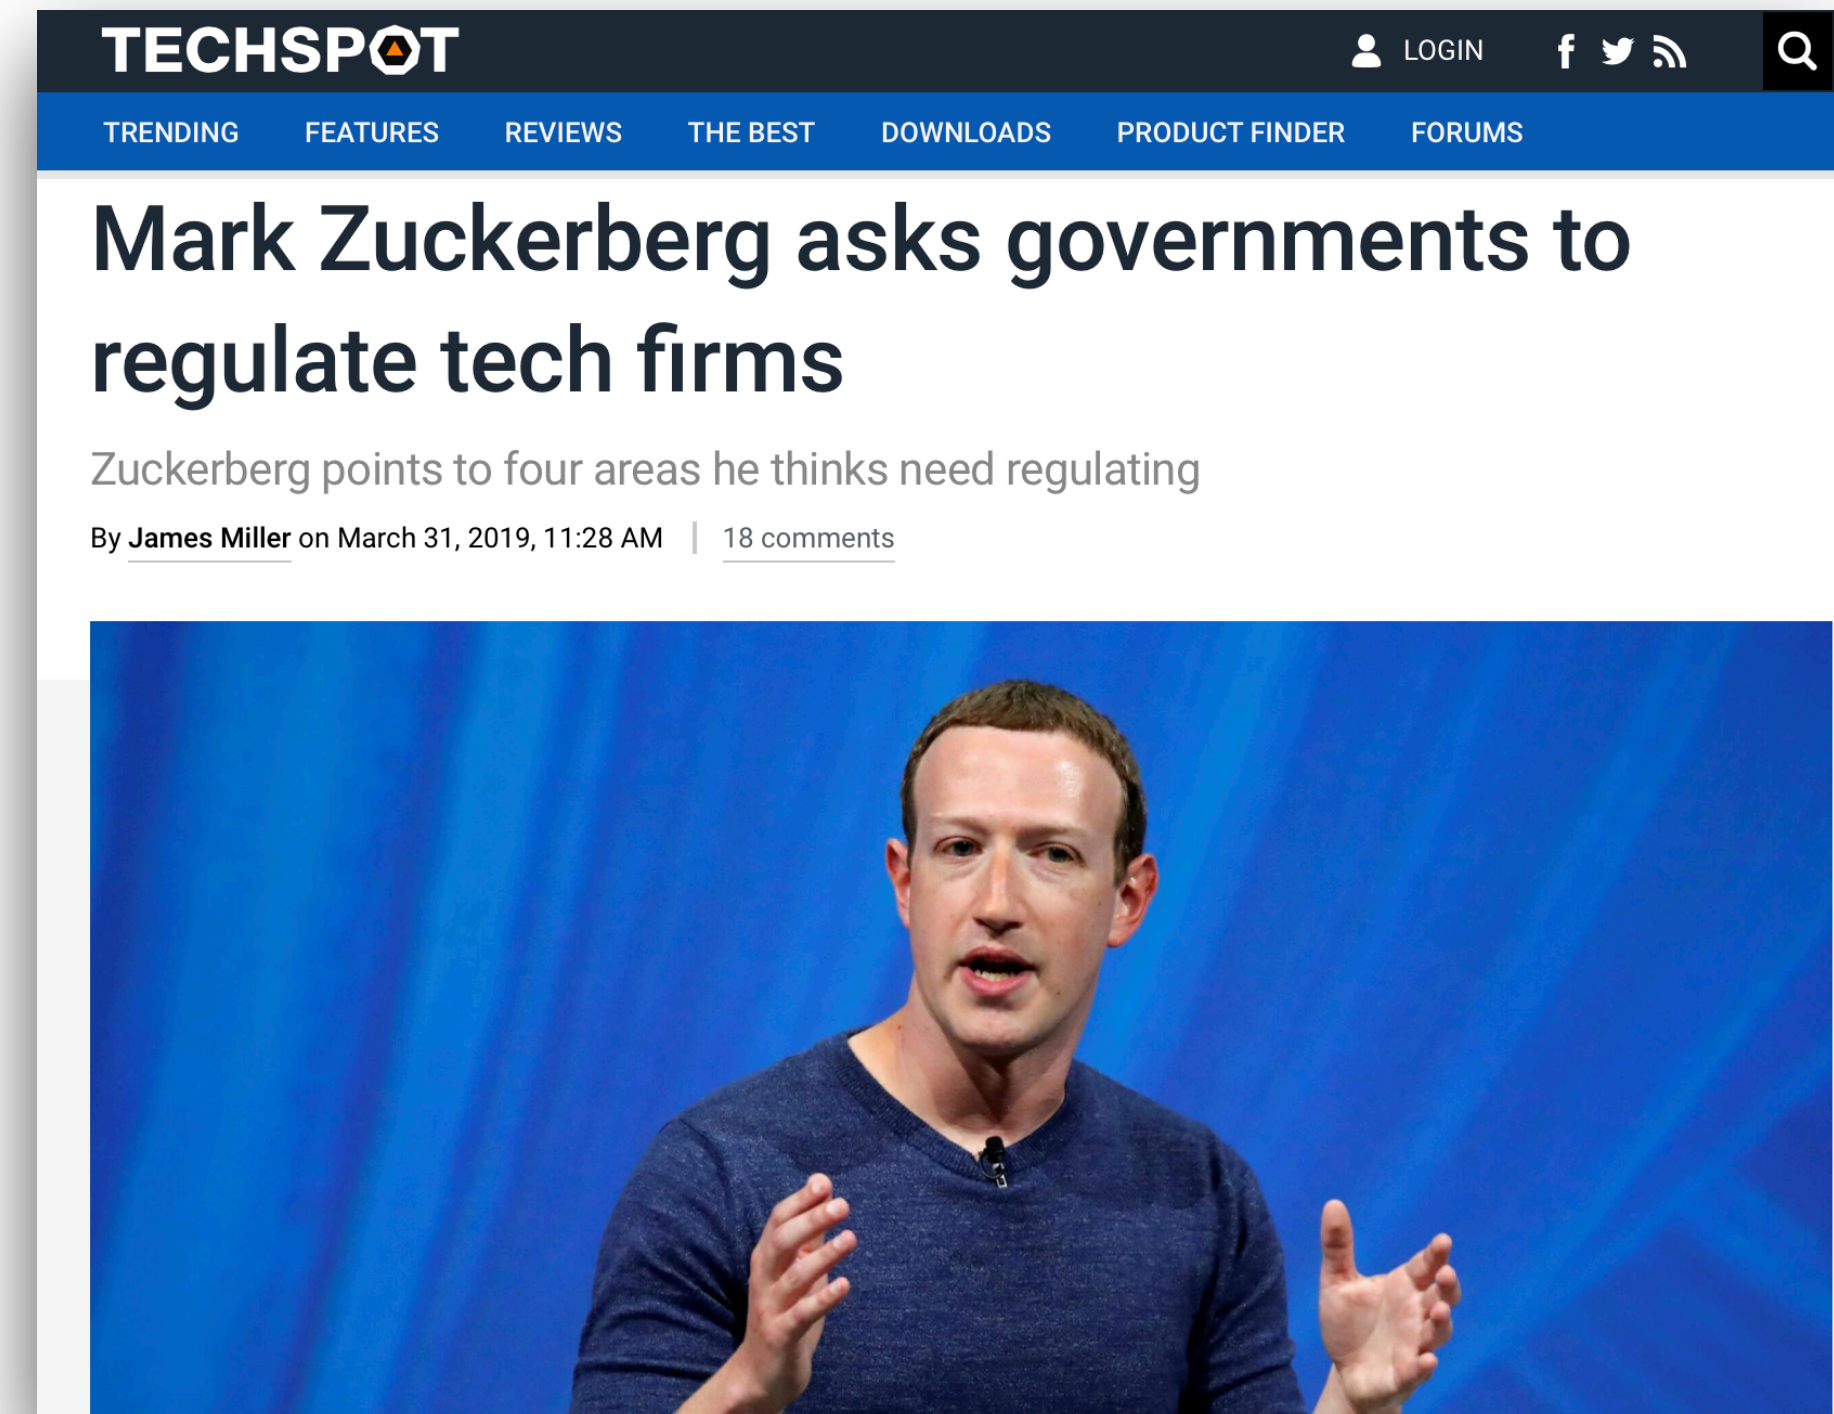 TECHSPOT
LOGIN
TRENDING FEATURES REVIEWS THE BEST DOWNLOADS PRODUCT FINDER FORUMS
Mark Zuckerberg asks governments to
regulate tech firms
Zuckerberg points to four areas he thinks need regulating
By James Miller on March 31, 2019, 11:28 AM | 18 comments